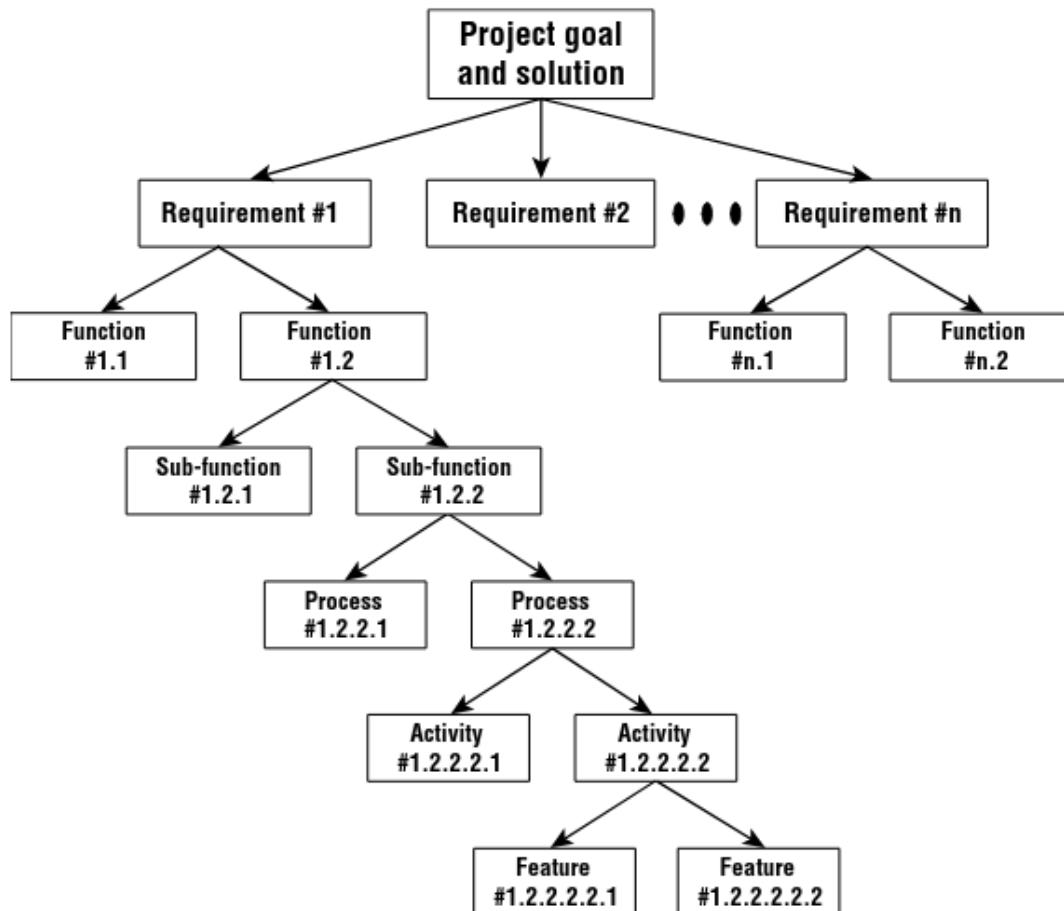 Project goal
and solution
Requirement #1
Requirement #2
Requirement #n
Function
#1.1
Function
#1.2
Function
#n.1
Function
#n.2
Sub-function
#1.2.1
Sub-function
#1.2.2
Process
#1.2.2.1
Process
#1.2.2.2
Activity
#1.2.2.2.1
Activity
#1.2.2.2.2
Feature
#1.2.2.2.2.1
Feature
#1.2.2.2.2.2